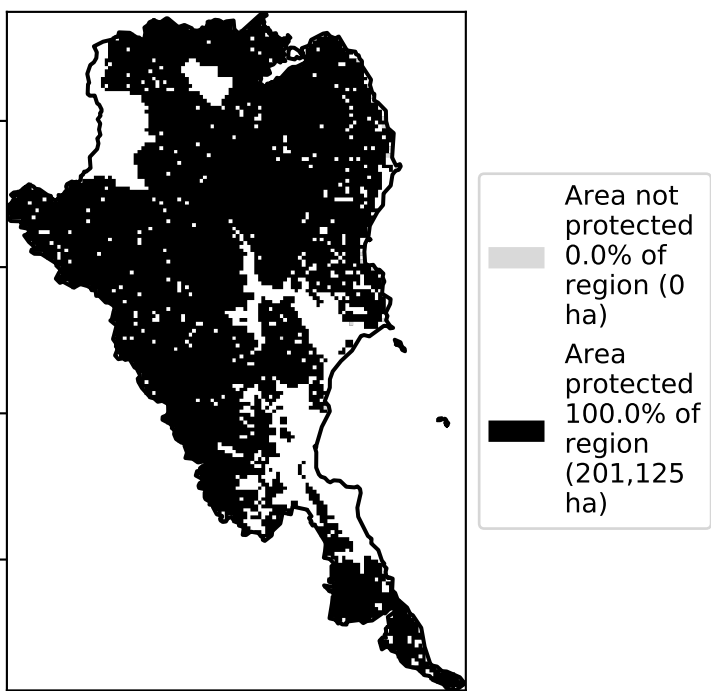 Area not
protected
0.0% of
region (0
ha)
Area
protected
100.0% of
region
(201,125
ha)